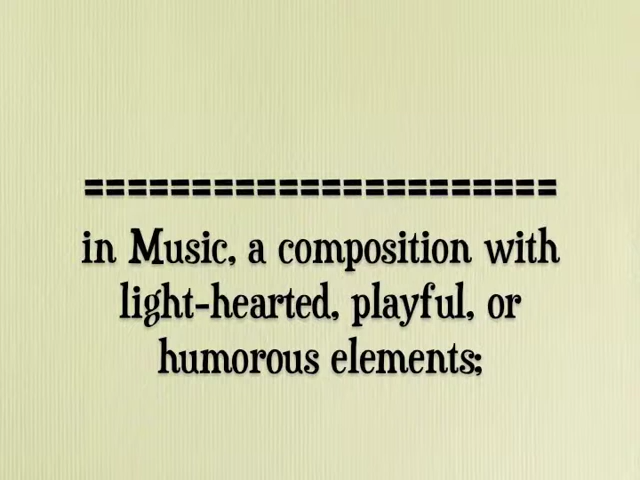 ======================
in Music, a composition with
light-hearted, playful, or
humorous elements;